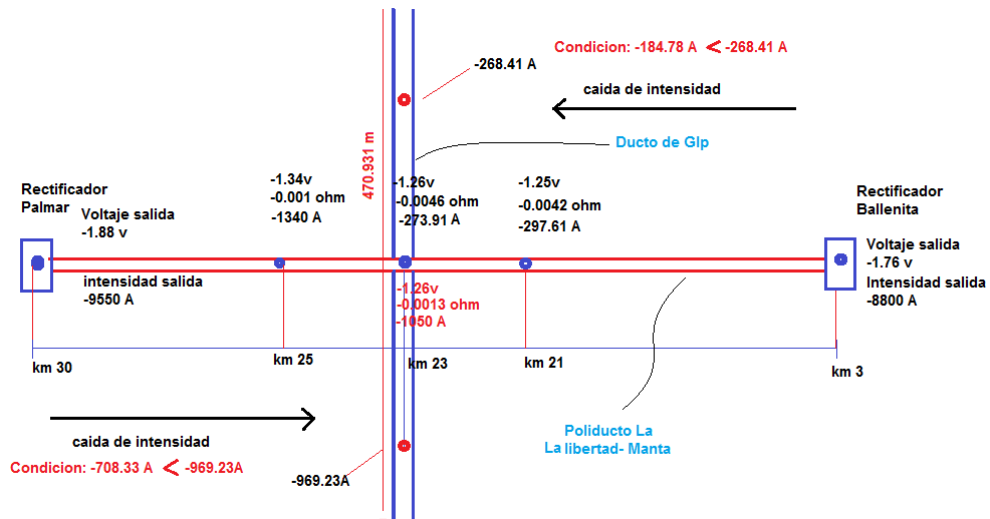 Condicion: -184.78 A < -268.41 A
-268.41 A
caida de intensidad
470.931 m
Ducto de Glp
Rectificador
Palmar
Voltaje salida
-1.88 v
intensidad salida
-9550 A
-1.34v
-0.001 ohm
-1340 A
-1.26v
-0.0046 ohm
-273.91 A
-1.25v
-0.0042 ohm
-297.61 A
Rectificador
Ballenita
Voltaje salida
-1.76 v
Intensidad salida
-8800 A
-1.26v
-0.0013 ohm
-1050 A
km 30
km 25
km 23
km 21
km 3
caida de intensidad
Condicion: -708.33 A < -969.23A
-969.23A
Poliducto La
La libertad- Manta